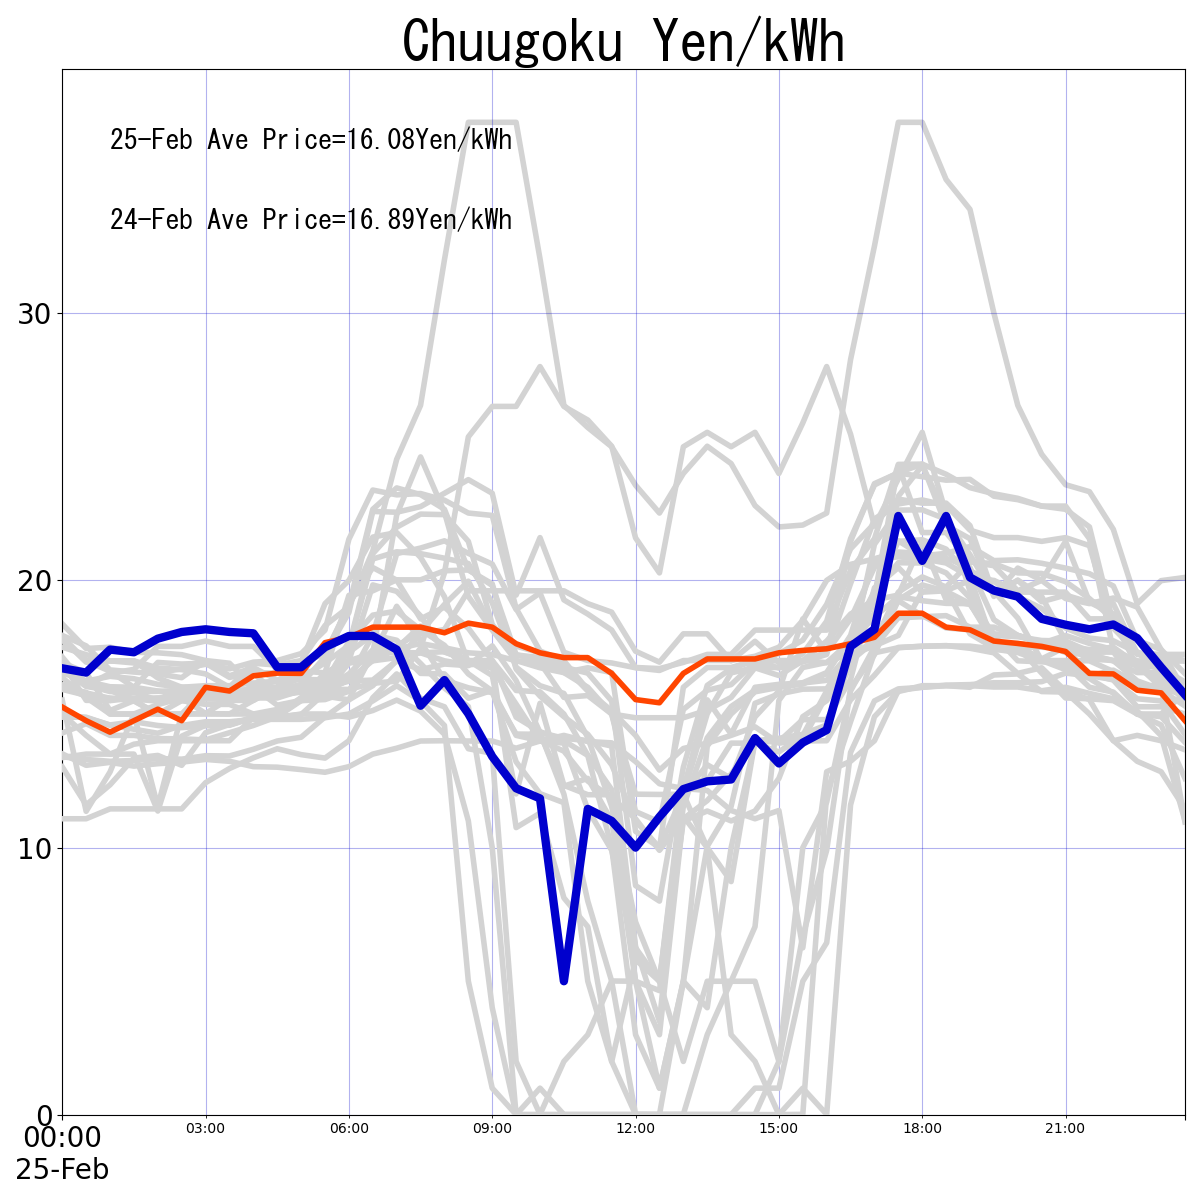 Chuugoku Yen/kWh
25-Feb Ave Price=16.08Yen/kWh
24-Feb Ave Price=16.89Yen/kWh
30
20
10
0
00:00 03:00 06:00 09:00 12:00 15:00 18:00 21:00
25-Feb